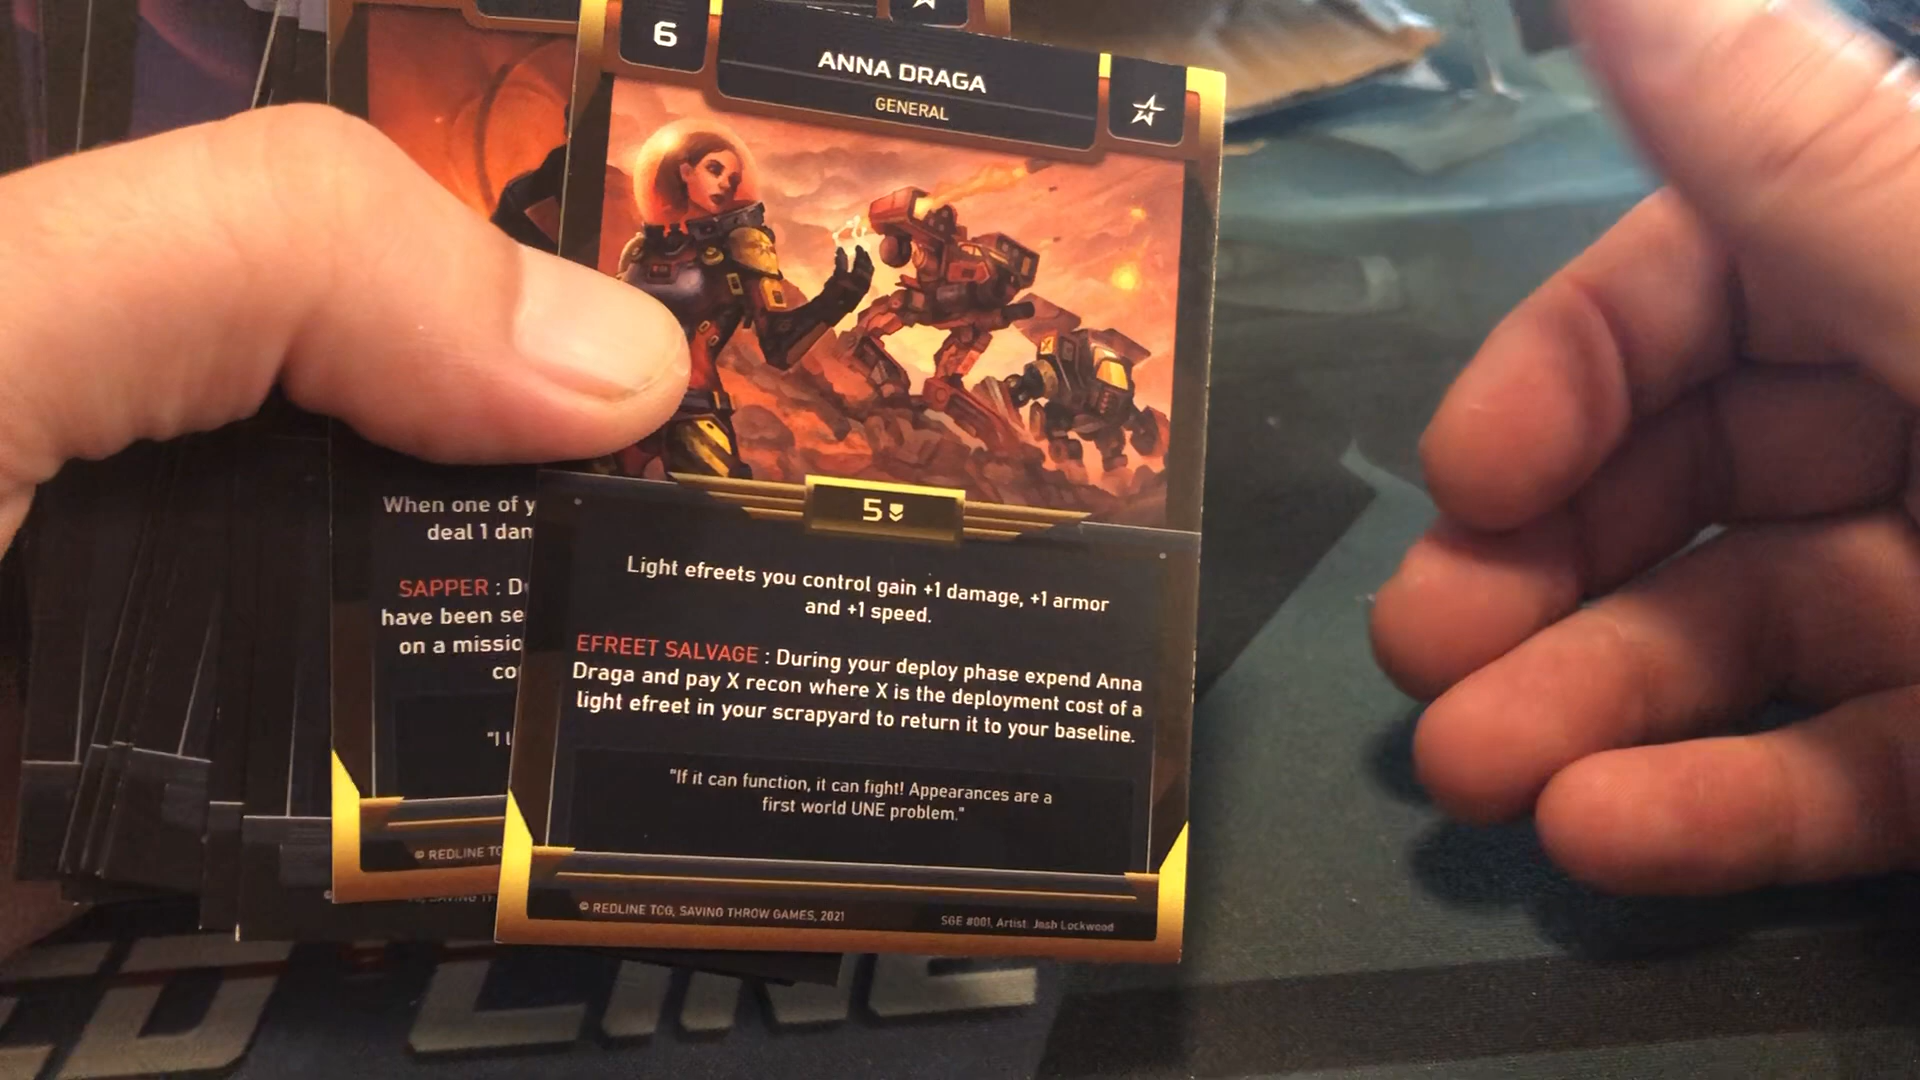 6
ANNA DRAGA
GENERAL
5
Light efreets you control gain +1 damage, +1 armor
and +1 speed.
EFREET SALVAGE : During your deploy phase expend Anna
Draga and pay X recon where X is the deployment cost of a
light efreet in your scrapyard to return it to your baseline.
"If it can function, it can fight! Appearances are a
first world UNE problem."
© REDLINE TCG, SAVING THROW GAMES, 2021
SGE #001, Artist: Josh Lockwood
When one of y
deal 1 dam
SAPPER : D
have been se
on a missio
co
"I l
© REDLINE TC
LINE